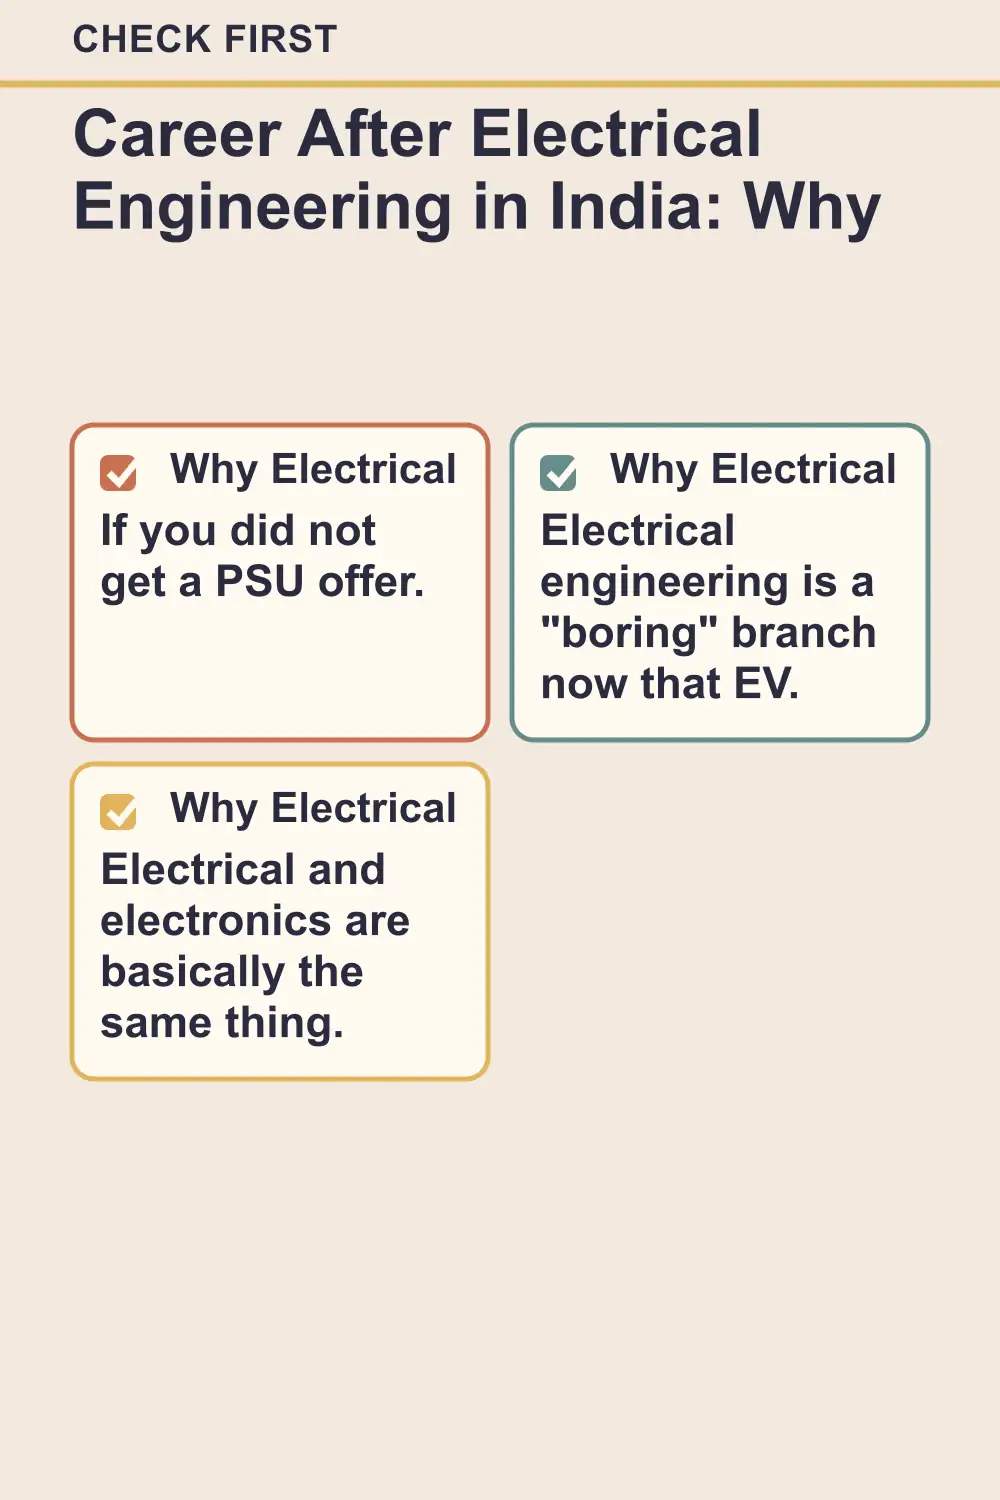 CHECK FIRST
Career After Electrical
Engineering in India: Why
Why Electrical
If you did not
get a PSU offer.
Why Electrical
Electrical
engineering is a
"boring" branch
now that EV.
Why Electrical
Electrical and
electronics are
basically the
same thing.